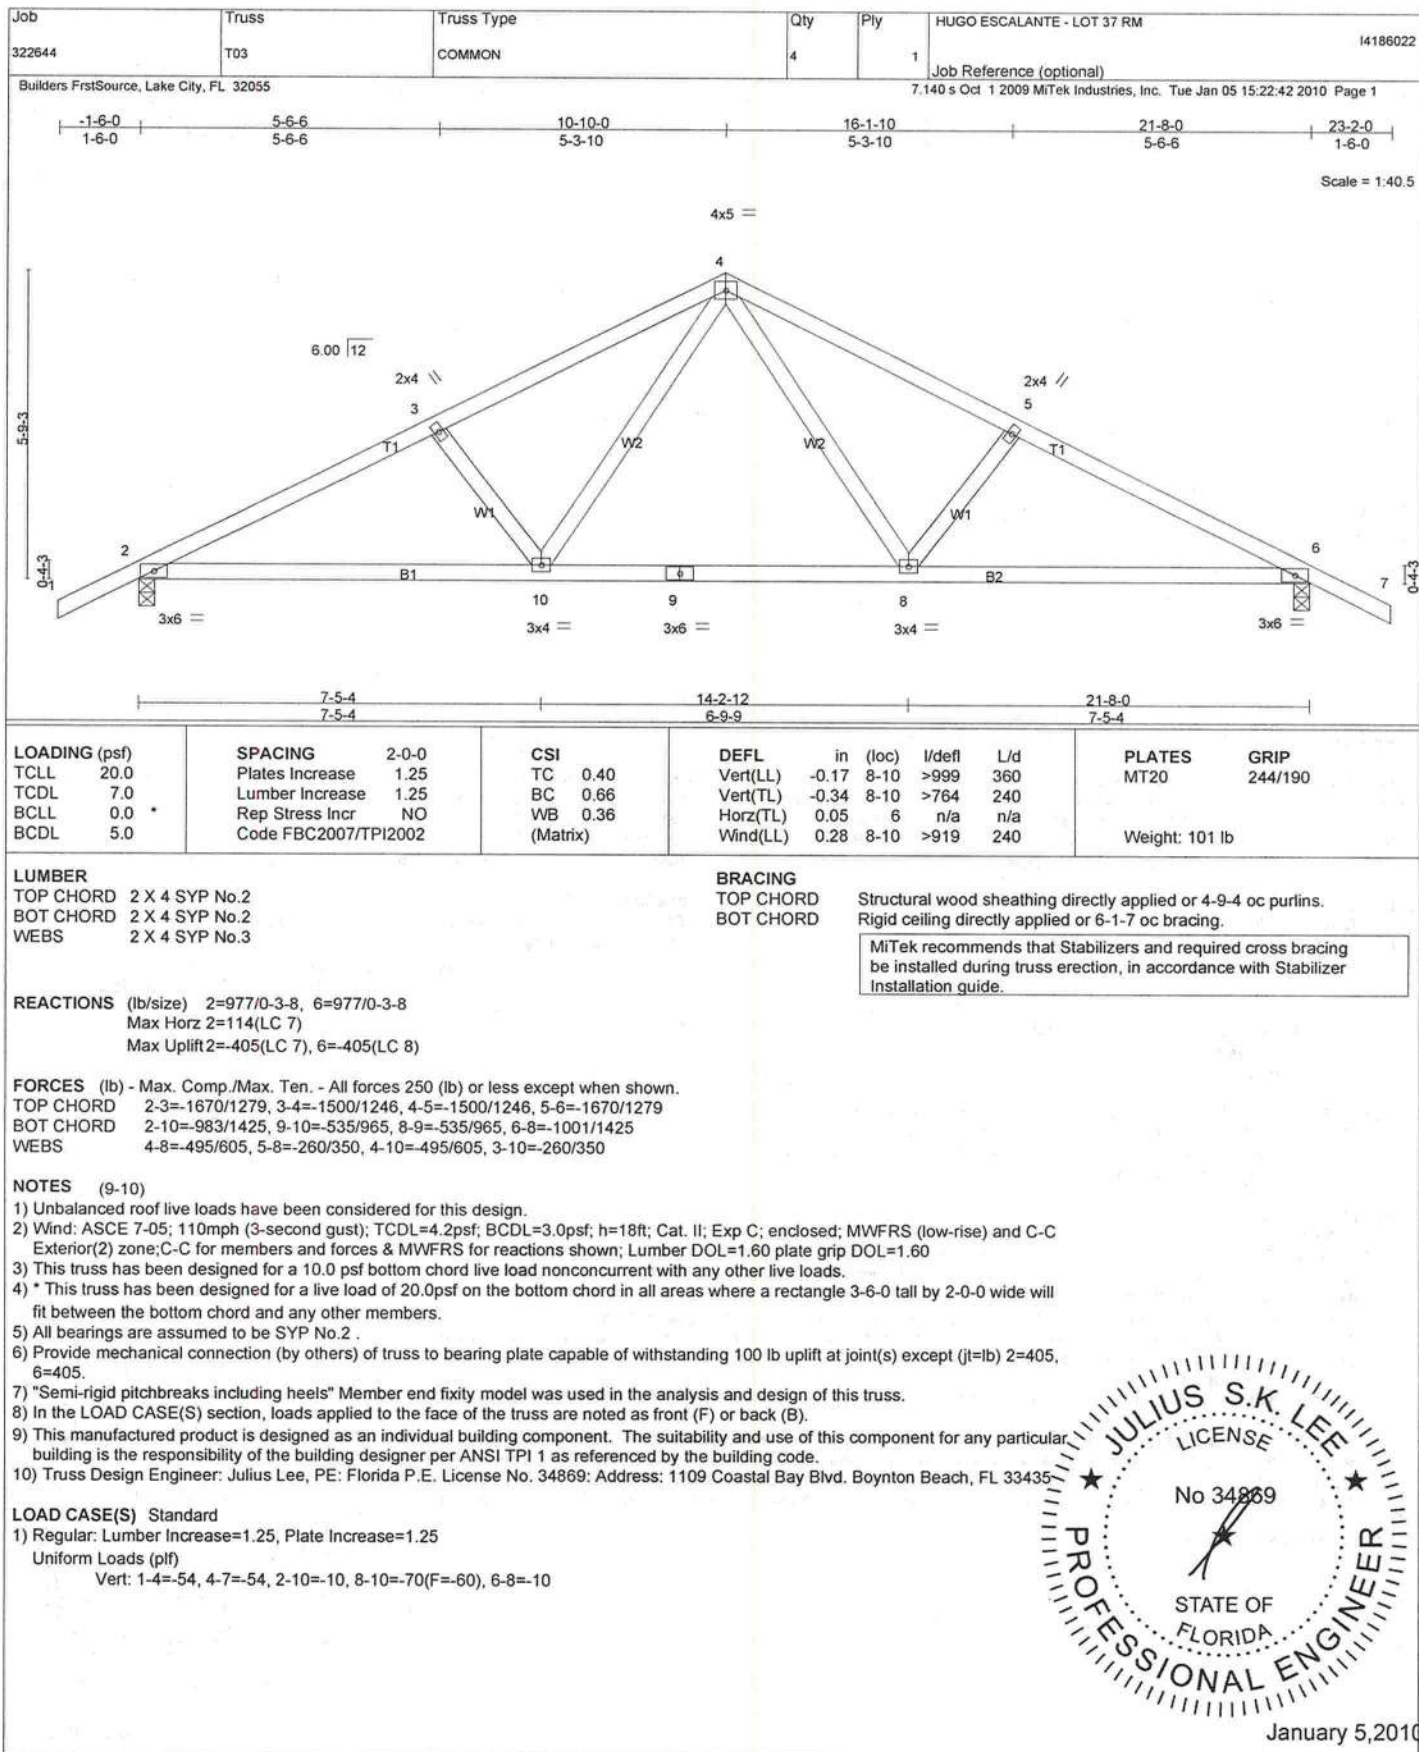 Job Truss Truss Type Qty Ply HUGO ESCALANTE - LOT 37 RM
I4186022
322644 T03 COMMON 4 1
Job Reference (optional)
Builders FrstSource, Lake City, FL 32055 7.140 s Oct 1 2009 MiTek Industries, Inc. Tue Jan 05 15:22:42 2010 Page 1
-1-6-0 5-6-6 10-10-0 16-1-10 21-8-0 23-2-0
1-6-0 5-6-6 5-3-10 5-3-10 5-6-6 1-6-0
Scale = 1:40.5
4x5 =
4
6.00 12
2x4 \\ 2x4 //
3 5
5-9-3
T1 W2 W2 T1
W1 W1
2 6
0-4-3 B1 B2 7 0-4-3
10 9 8
3x6 = 3x4 = 3x6 = 3x4 = 3x6 =
7-5-4 14-2-12 21-8-0
7-5-4 6-9-9 7-5-4
LOADING (psf) SPACING 2-0-0 CSI DEFL in (loc) l/defl L/d PLATES GRIP
TCLL 20.0 Plates Increase 1.25 TC 0.40 Vert(LL) -0.17 8-10 >999 360 MT20 244/190
TCDL 7.0 Lumber Increase 1.25 BC 0.66 Vert(TL) -0.34 8-10 >764 240
BCLL 0.0 * Rep Stress Incr NO WB 0.36 Horz(TL) 0.05 6 n/a n/a
BCDL 5.0 Code FBC2007/TPI2002 (Matrix) Wind(LL) 0.28 8-10 >919 240 Weight: 101 lb
LUMBER
TOP CHORD 2 X 4 SYP No.2
BOT CHORD 2 X 4 SYP No.2
WEBS 2 X 4 SYP No.3
BRACING
TOP CHORD Structural wood sheathing directly applied or 4-9-4 oc purlins.
BOT CHORD Rigid ceiling directly applied or 6-1-7 oc bracing.
MiTek recommends that Stabilizers and required cross bracing
be installed during truss erection, in accordance with Stabilizer
Installation guide.
REACTIONS (lb/size) 2=977/0-3-8, 6=977/0-3-8
Max Horz 2=114(LC 7)
Max Uplift 2=-405(LC 7), 6=-405(LC 8)
FORCES (lb) - Max. Comp./Max. Ten. - All forces 250 (lb) or less except when shown.
TOP CHORD 2-3=-1670/1279, 3-4=-1500/1246, 4-5=-1500/1246, 5-6=-1670/1279
BOT CHORD 2-10=-983/1425, 9-10=-535/965, 8-9=-535/965, 6-8=-1001/1425
WEBS 4-8=-495/605, 5-8=-260/350, 4-10=-495/605, 3-10=-260/350
NOTES (9-10)
1) Unbalanced roof live loads have been considered for this design.
2) Wind: ASCE 7-05; 110mph (3-second gust); TCDL=4.2psf; BCDL=3.0psf; h=18ft; Cat. II; Exp C; enclosed; MWFRS (low-rise) and C-C
Exterior(2) zone;C-C for members and forces & MWFRS for reactions shown; Lumber DOL=1.60 plate grip DOL=1.60
3) This truss has been designed for a 10.0 psf bottom chord live load nonconcurrent with any other live loads.
4) * This truss has been designed for a live load of 20.0psf on the bottom chord in all areas where a rectangle 3-6-0 tall by 2-0-0 wide will
fit between the bottom chord and any other members.
5) All bearings are assumed to be SYP No.2 .
6) Provide mechanical connection (by others) of truss to bearing plate capable of withstanding 100 lb uplift at joint(s) except (jt=lb) 2=405,
6=405.
7) "Semi-rigid pitchbreaks including heels" Member end fixity model was used in the analysis and design of this truss.
8) In the LOAD CASE(S) section, loads applied to the face of the truss are noted as front (F) or back (B).
9) This manufactured product is designed as an individual building component. The suitability and use of this component for any particular
building is the responsibility of the building designer per ANSI TPI 1 as referenced by the building code.
10) Truss Design Engineer: Julius Lee, PE: Florida P.E. License No. 34869: Address: 1109 Coastal Bay Blvd. Boynton Beach, FL 33435
LOAD CASE(S) Standard
1) Regular: Lumber Increase=1.25, Plate Increase=1.25
Uniform Loads (plf)
Vert: 1-4=-54, 4-7=-54, 2-10=-10, 8-10=-70(F=-60), 6-8=-10
JULIUS S.K. LEE
LICENSE
No 34869
STATE OF
FLORIDA
PROFESSIONAL ENGINEER
January 5,2010